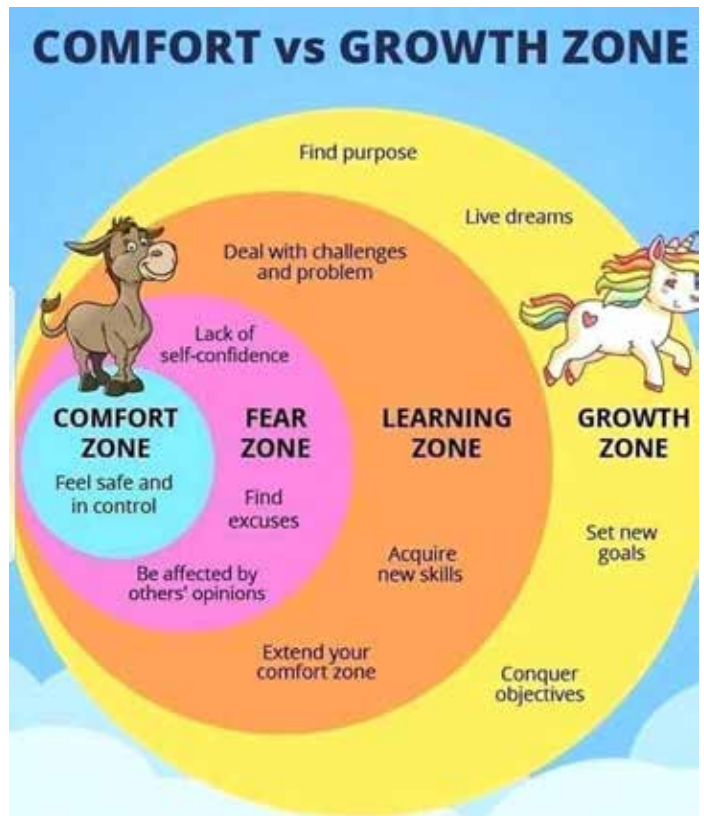 COMFORT vs GROWTH ZONE
Find purpose
Live dreams
Deal with challenges
and problem
Lack of
self-confidence
COMFORT
ZONE
Feel safe and
in control
FEAR
ZONE
Find
excuses
Be affected by
others' opinions
LEARNING
ZONE
Acquire
new skills
Extend your
comfort zone
GROWTH
ZONE
Set new
goals
Conquer
objectives